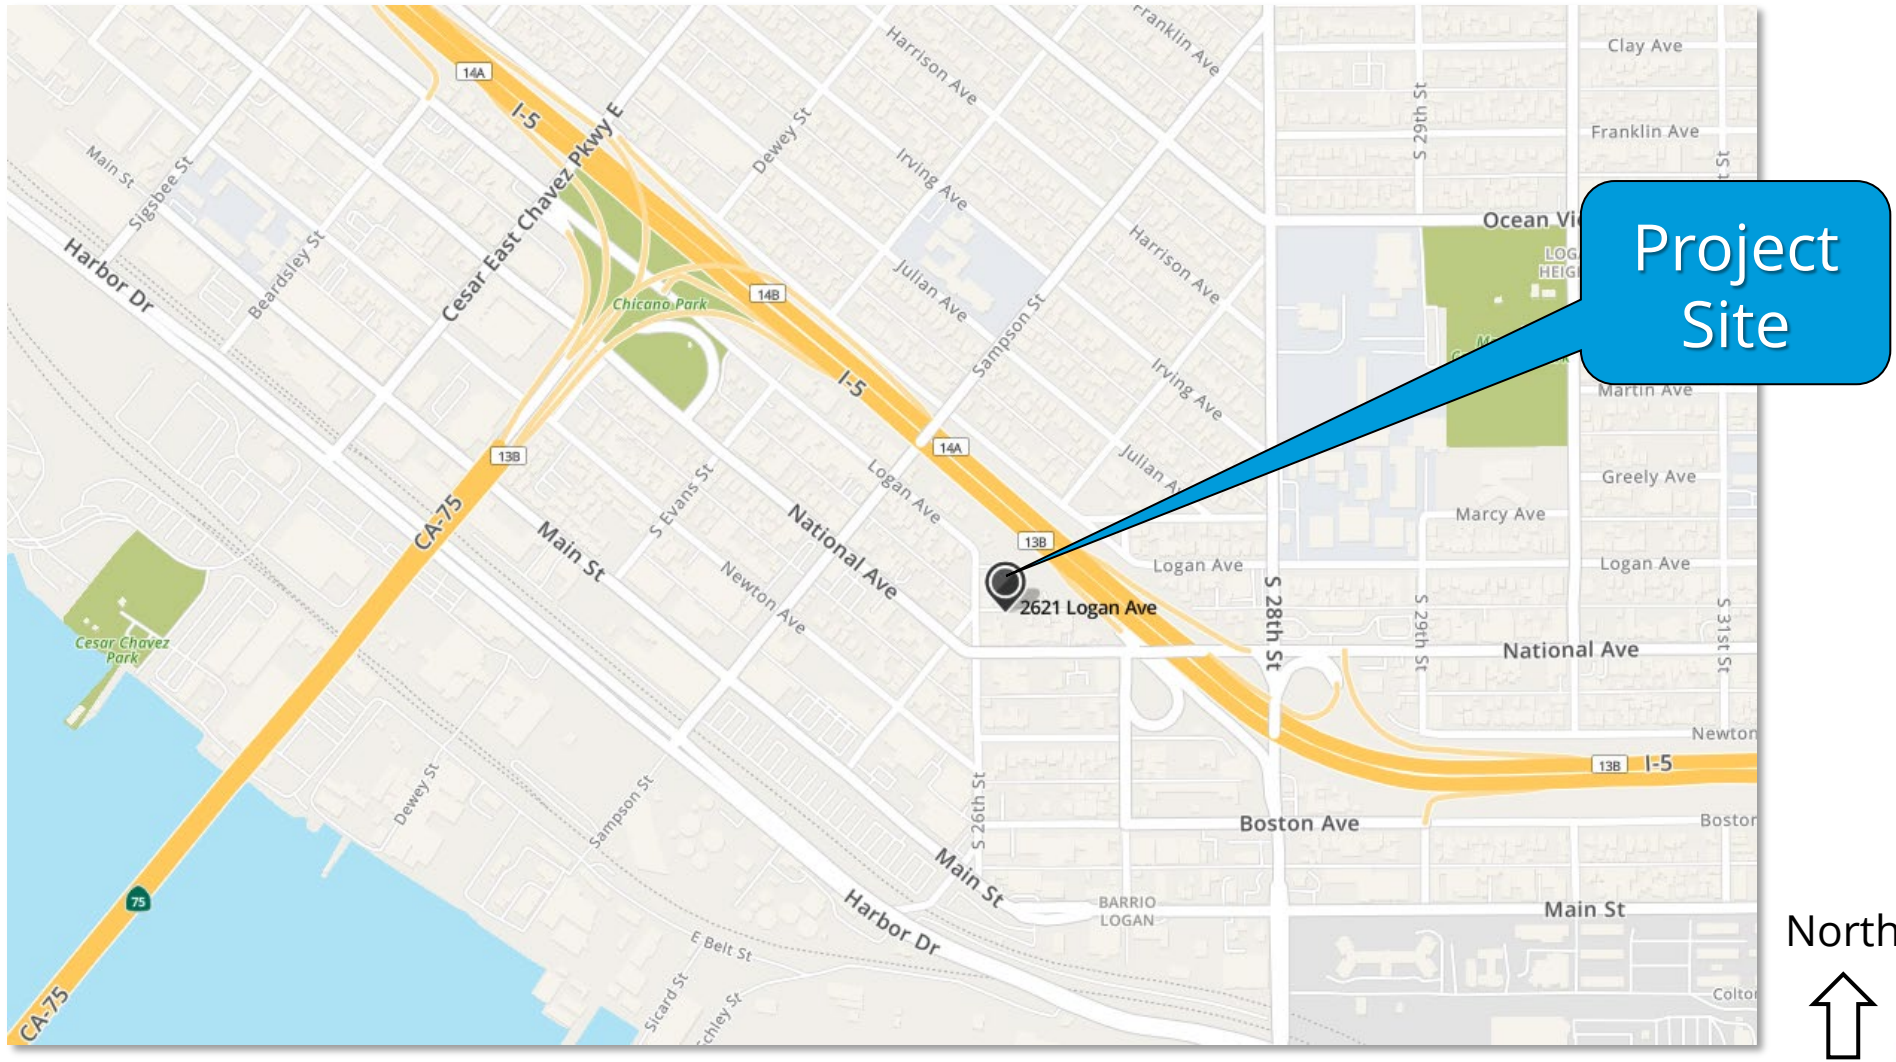 Franklin Ave
Clay Ave
Harrison Ave
14A
I-5
S 29th St
Franklin Ave
Dewey St
Cesar East Chavez Pkwy E
Main St
Sigsbee St
Irving Ave
St
Ocean Vi
Project
Site
Harbor Dr
Beardsley St
Harrison Ave
Julian Ave
Chicano Park
14B
Sampson St
I-5
Irving Ave
Martin Ave
14A
13B
Logan Ave
Julian A
Greely Ave
S Evans St
National Ave
Marcy Ave
CA-75
Main St
13B
Logan Ave
Logan Ave
Newton Ave
2621 Logan Ave
S 28th St
S 29th St
S 31st St
Cesar Chavez
Park
National Ave
Newton
13B
I-5
Dewey St
Sampson St
S 26th St
Boston Ave
Boston
Main St
75
Harbor Dr
BARRIO
LOGAN
Main St
North
E Belt St
Sicard St
chley St
Colto
CA-75